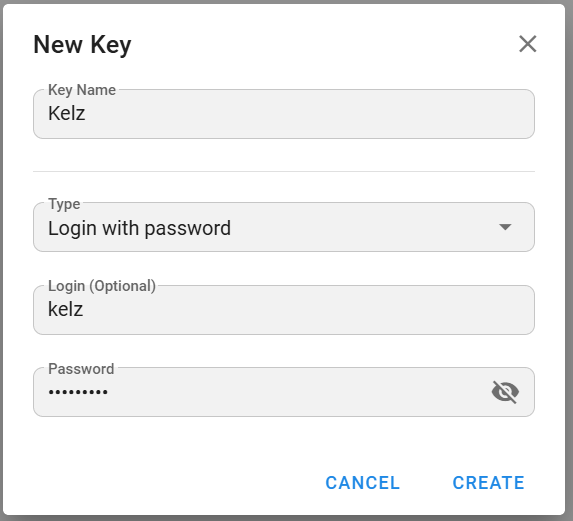 New Key
Key Name
Kelz
Type
Login with password
Login (Optional)
kelz
Password
•••••••••
CANCEL CREATE